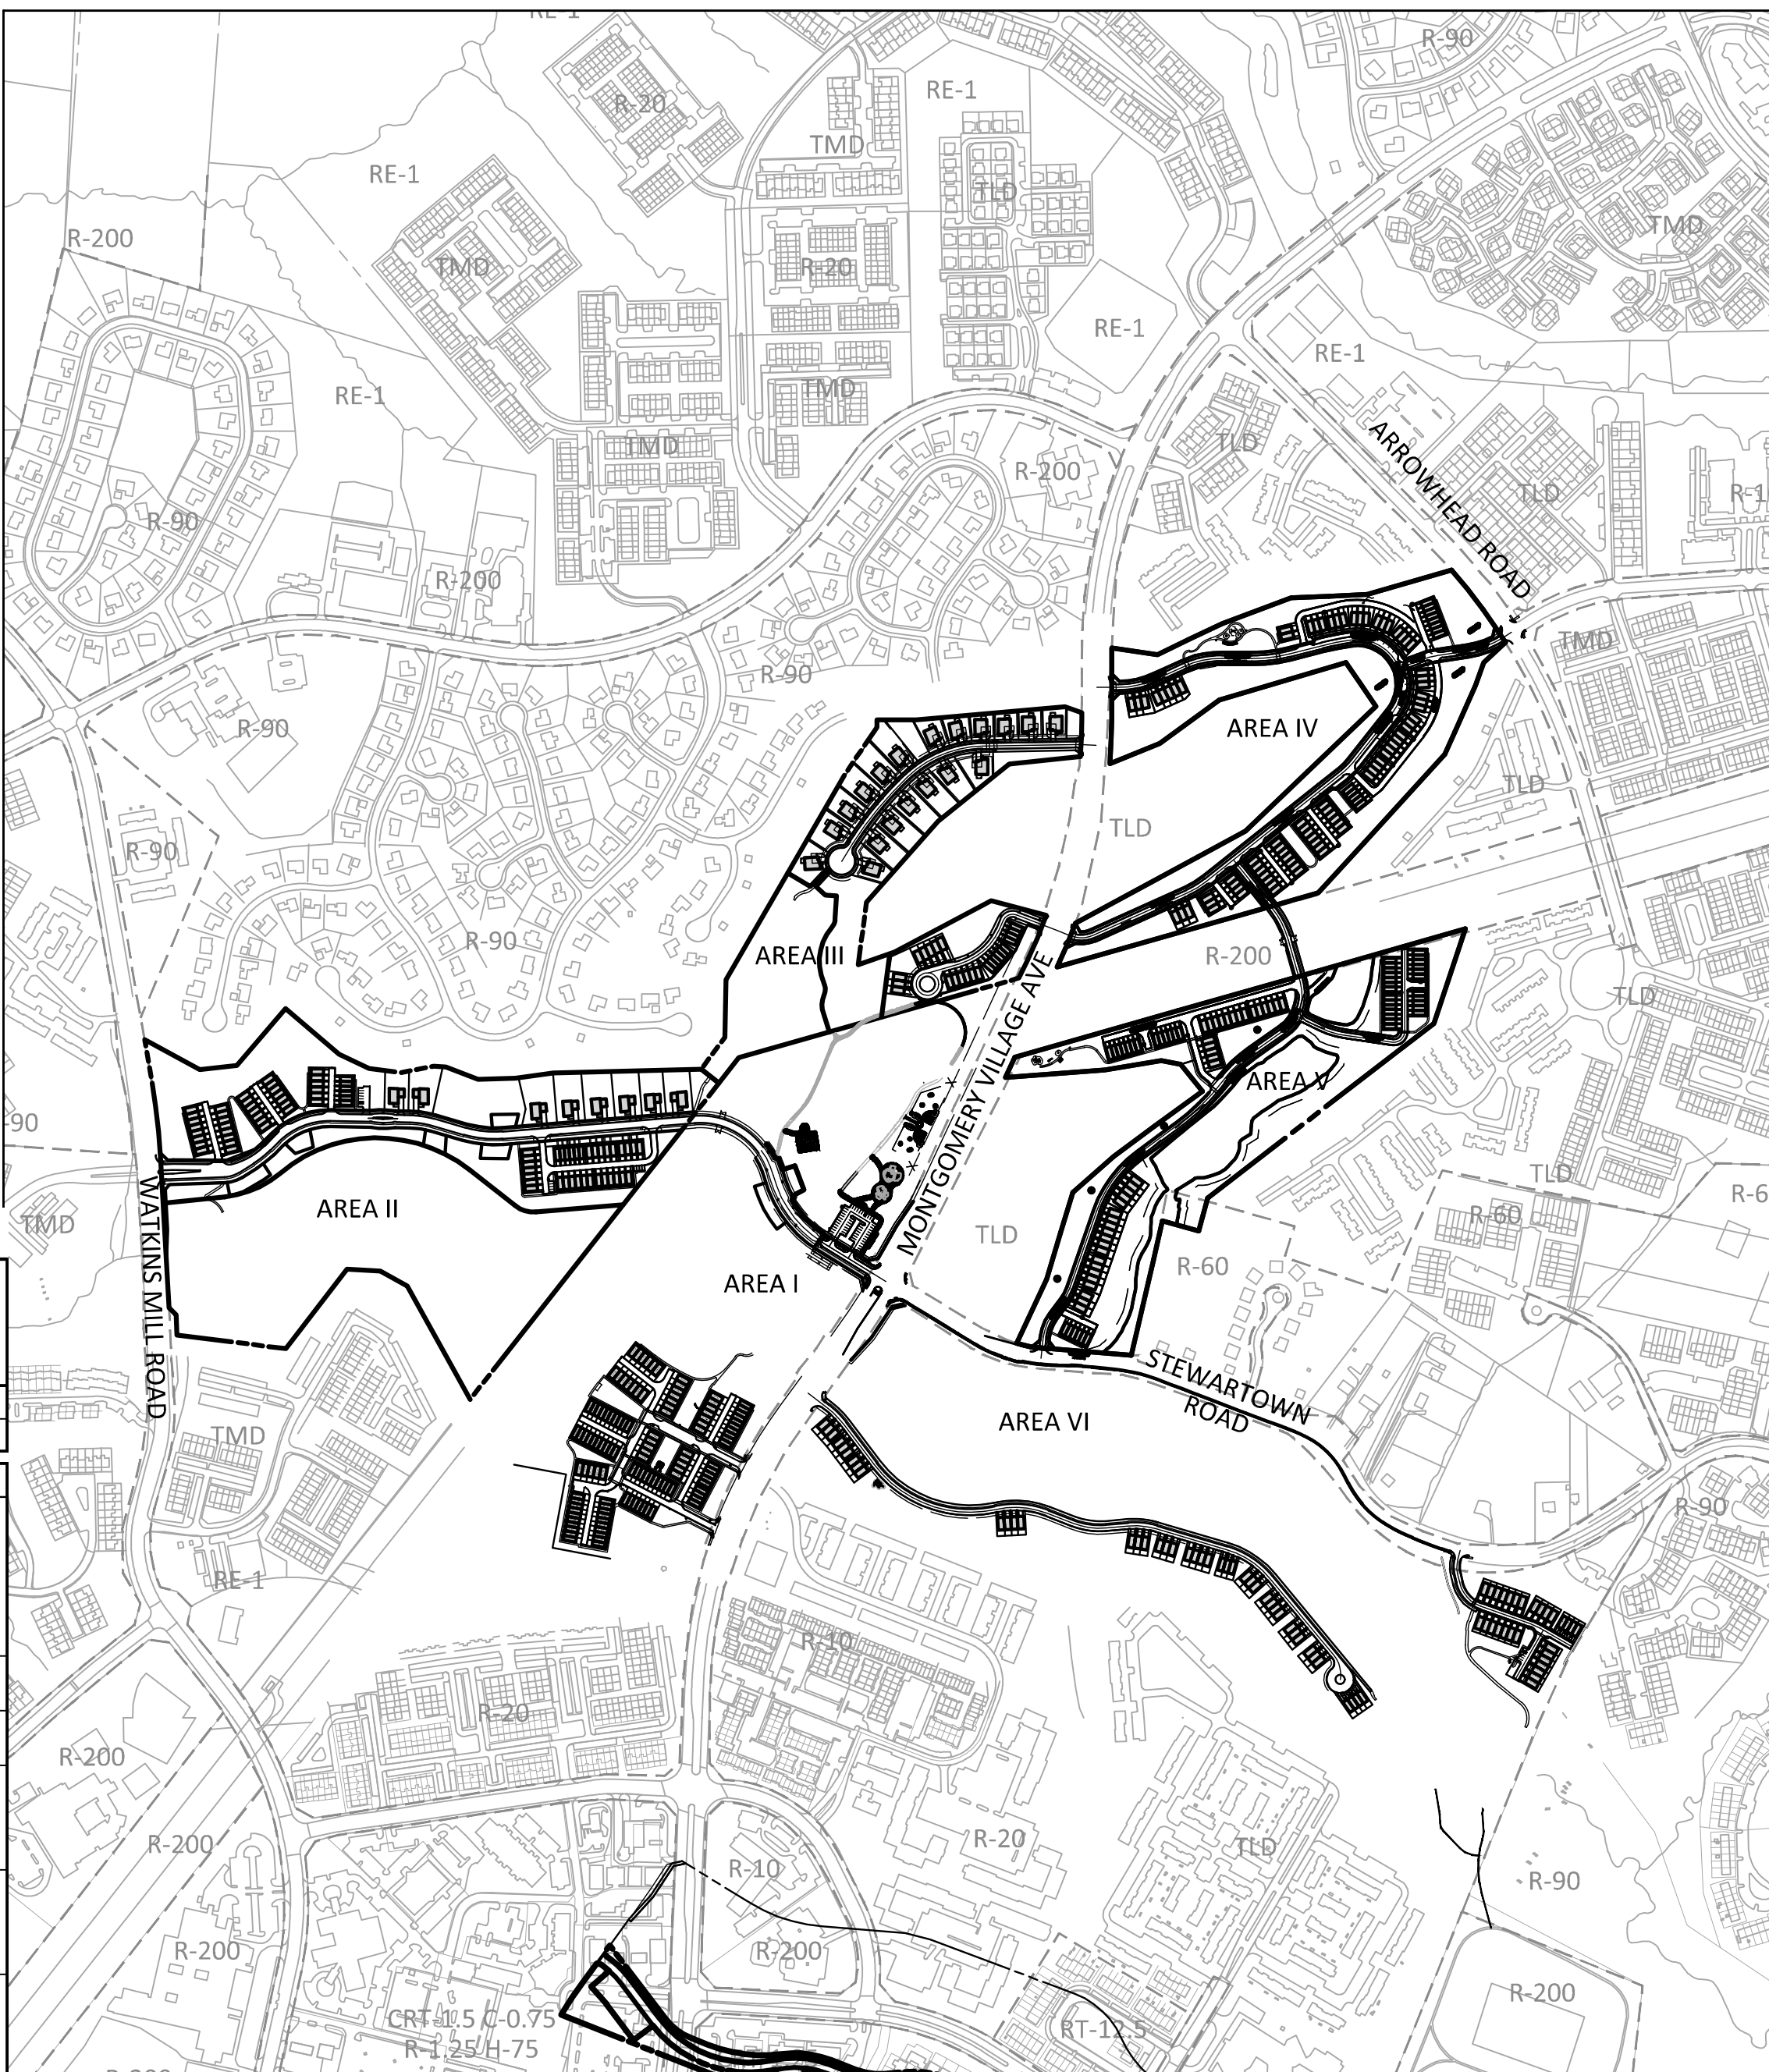 RE-1
R-90
RE-1
R-20
TMD
RE-1
TLD
TMD
R-200
TMD
R-20
RE-1
RE-1
RE-1
TMD
TMD
TLD
ARROWHEAD ROAD
R-200
TLD
R-1
R-90
R-200
TMD
R-90
R-90
AREA IV
TLD
TLD
R-90
R-90
AREA III
R-200
TLD
MONTGOMERY VILLAGE AVE
AREA V
-90
TLD
R-6
AREA II
TMD
R-60
TLD
R-60
WATKINS MILL ROAD
AREA I
STEWARTOWN
ROAD
AREA VI
TMD
R-90
RE-1
R-10
R-20
R-200
R-200
R-20
TLD
R-10
R-90
R-200
R-200
R-200
CRT-1.5 C-0.75
R-1.25 H-75
RT-12.5